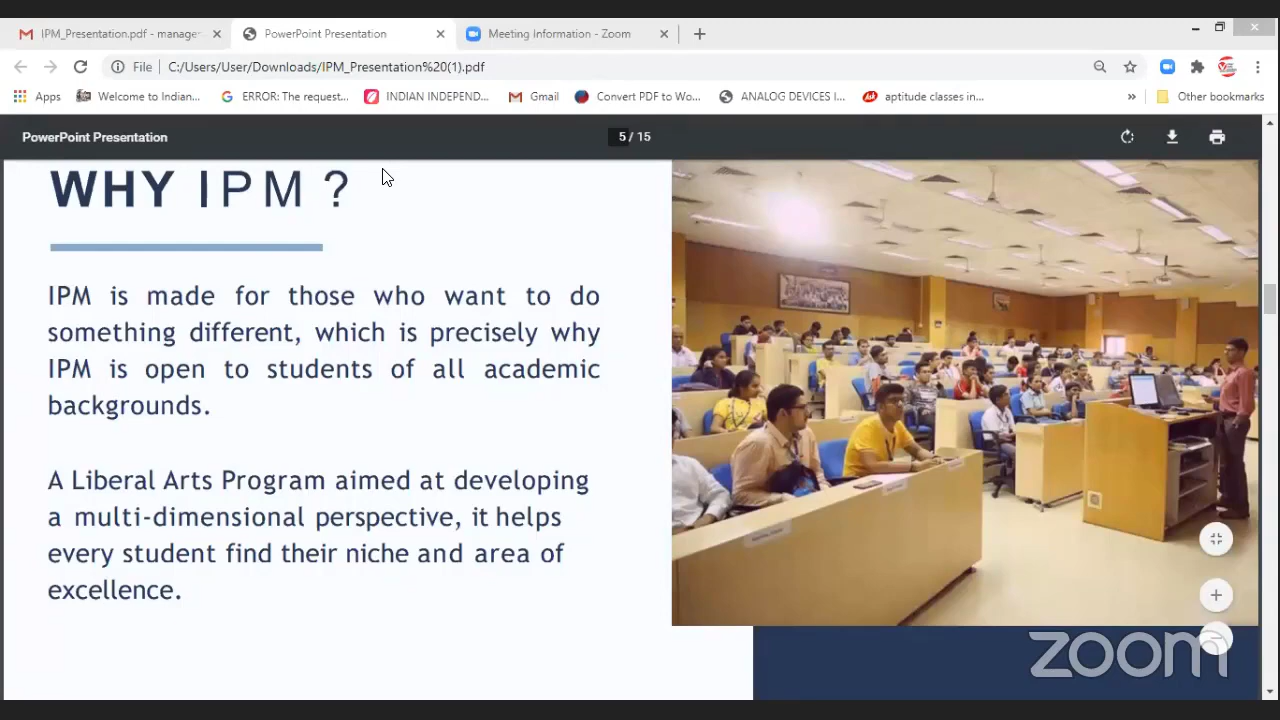 IPM_Presentation.pdf - manage
PowerPoint Presentation
Meeting Information - Zoom
File
C:/Users/User/Downloads/IPM_Presentation%20(1).pdf
Apps
Welcome to Indian...
ERROR: The request...
INDIAN INDEPEND...
Gmail
Convert PDF to Wo...
ANALOG DEVICES I...
aptitude classes in...
»
Other bookmarks
PowerPoint Presentation
5 / 15
WHY IPM ?
IPM is made for those who want to do
something different, which is precisely why
IPM is open to students of all academic
backgrounds.
A Liberal Arts Program aimed at developing
a multi-dimensional perspective, it helps
every student find their niche and area of
excellence.
zoom